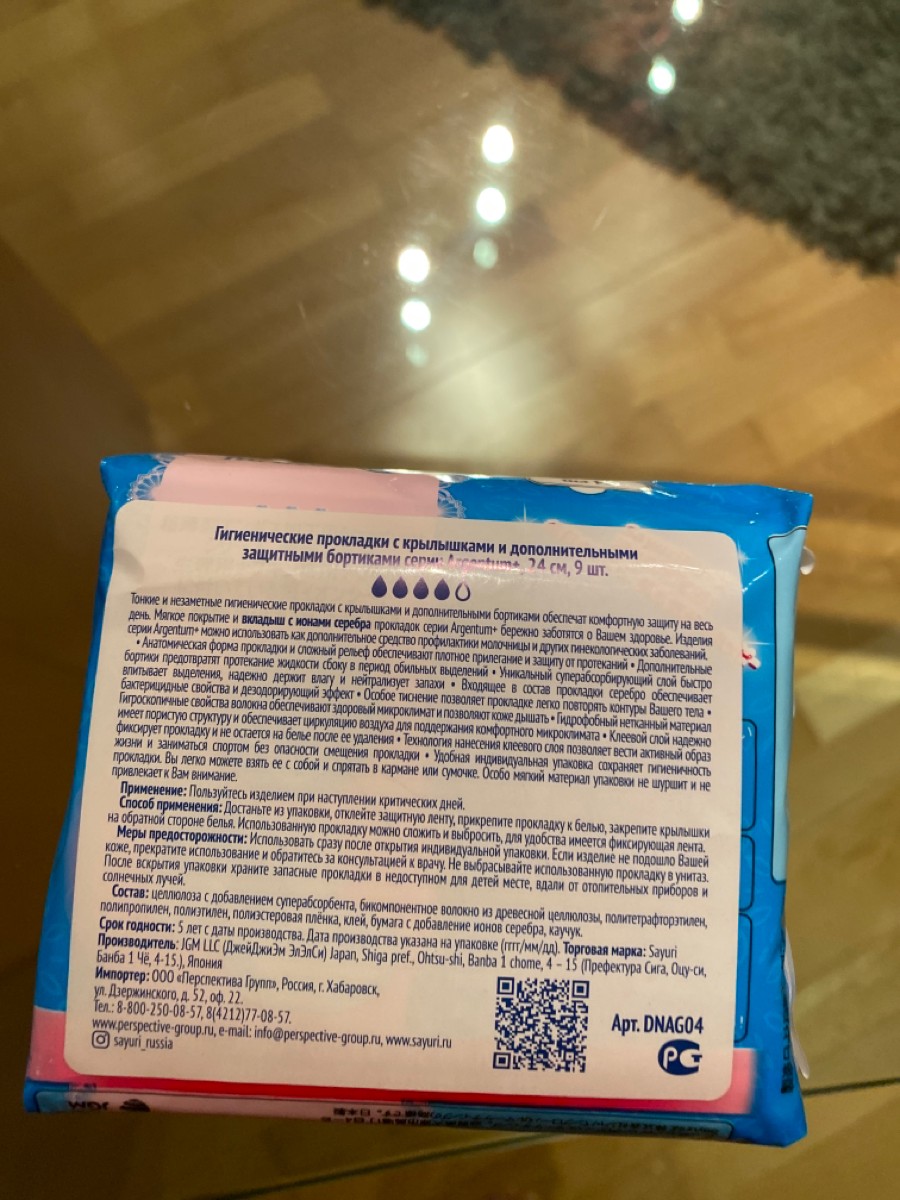 Гигиенические прокладки с крылышками и дополнительными
защитными бортиками серии Argentum+, 24 см, 9 шт.
Тонкие и незаметные гигиенические прокладки с крылышками и дополнительными бортиками обеспечат комфортную защиту на весь
день. Мягкое покрытие и вкладыш с ионами серебра прокладок серии Argentum+ бережно заботятся о Вашем здоровье. Изделия
серии Argentum+ можно использовать как дополнительное средство профилактики молочницы и других гинекологических заболеваний.
• Анатомическая форма прокладки и сложный рельеф обеспечивают плотное прилегание и защиту от протеканий • Дополнительные
бортики предотвратят протекание жидкости сбоку в период обильных выделений • Уникальный суперабсорбирующий слой быстро
впитывает выделения, надежно держит влагу и нейтрализует запахи • Входящее в состав прокладки серебро обеспечивает
бактерицидные свойства и дезодорирующий эффект • Особое тиснение позволяет прокладке легко повторять контуры Вашего тела •
Гигроскопичные свойства волокна обеспечивают здоровый микроклимат и позволяют коже дышать • Гидрофобный нетканный материал
имеет пористую структуру и обеспечивает циркуляцию воздуха для поддержания комфортного микроклимата • Клеевой слой надежно
фиксирует прокладку и не остается на белье после ее удаления • Технология нанесения клеевого слоя позволяет вести активный образ
жизни и заниматься спортом без опасности смещения прокладки • Удобная индивидуальная упаковка сохраняет гигиеничность
прокладки. Вы легко можете взять ее с собой и спрятать в кармане или сумочке. Особо мягкий материал упаковки не шуршит и не
привлекает к Вам внимание.
Применение: Пользуйтесь изделием при наступлении критических дней.
Способ применения: Достаньте из упаковки, отклейте защитную ленту, прикрепите прокладку к белью, закрепите крылышки
на обратной стороне белья. Использованную прокладку можно сложить и выбросить, для удобства имеется фиксирующая лента.
Меры предосторожности: Использовать сразу после открытия индивидуальной упаковки. Если изделие не подошло Вашей
коже, прекратите использование и обратитесь за консультацией к врачу. Не выбрасывайте использованную прокладку в унитаз.
После вскрытия упаковки храните запасные прокладки в недоступном для детей месте, вдали от отопительных приборов и
солнечных лучей.
Состав: целлюлоза с добавлением суперабсорбента, бикомпонентное волокно из древесной целлюлозы, политетрафторэтилен,
полипропилен, полиэтилен, полиэстеровая плёнка, клей, бумага с добавлением ионов серебра, каучук.
Срок годности: 5 лет с даты производства. Дата производства указана на упаковке (гггг/мм/дд). Торговая марка: Sayuri
Производитель: JGM LLC (ДжейДжиЭм ЭлЭлСи) Japan, Shiga pref., Ohtsu-shi, Banba 1 chome, 4 – 15 (Префектура Сига, Оцу-си,
Банба 1 Чё, 4-15.), Япония
Импортер: ООО «Перспектива Групп», Россия, г. Хабаровск,
ул. Дзержинского, д. 52, оф. 22.
Тел.: 8-800-250-08-57, 8(4212)77-08-57.
www.perspective-group.ru, e-mail: info@perspective-group.ru, www.sayuri.ru
sayuri_russia
Арт. DNAG04
РСТ
JGM